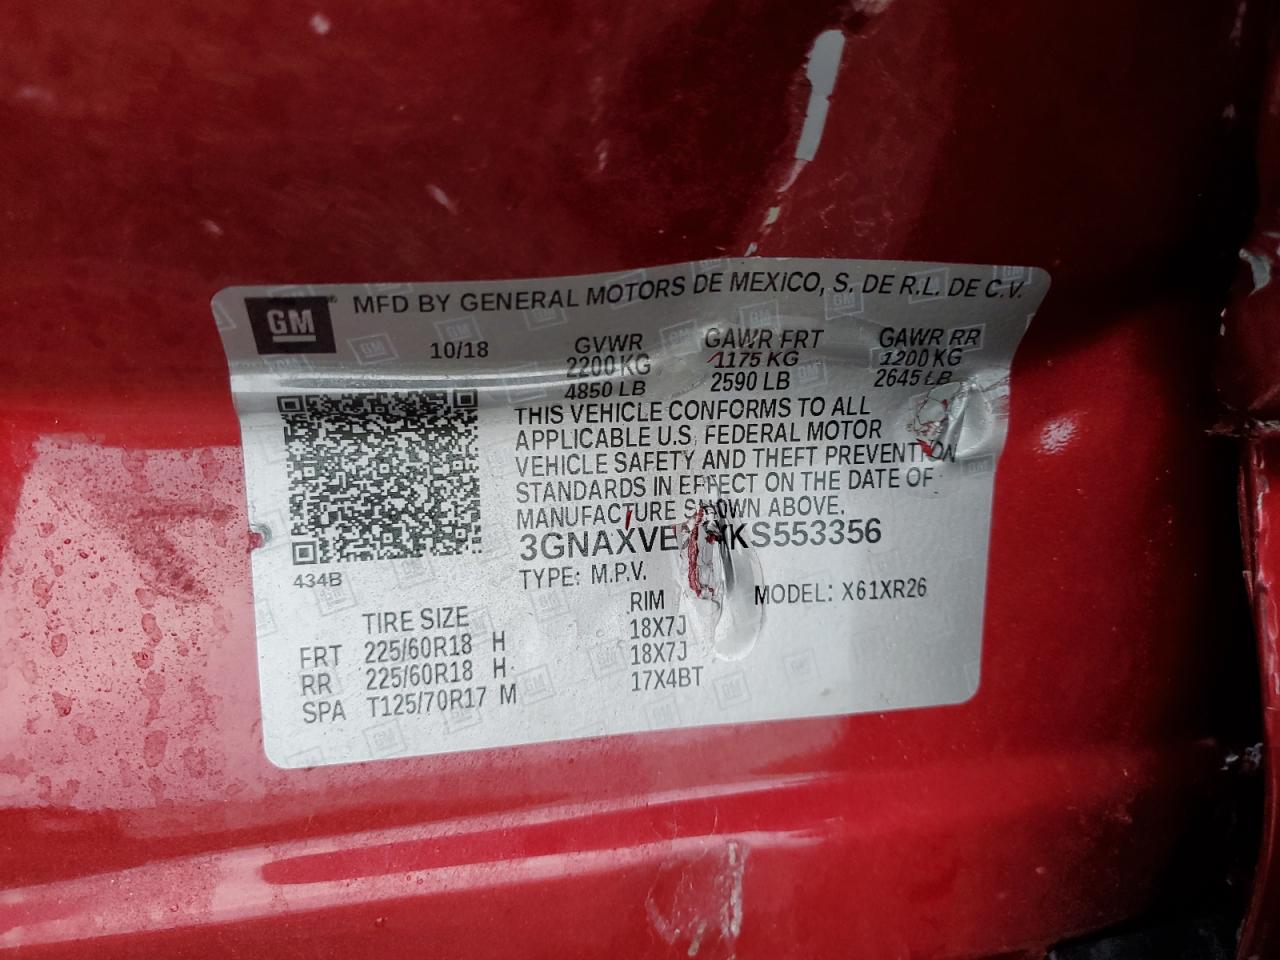 GM MFD BY GENERAL MOTORS DE MEXICO, S. DE R.L. DE C.V.
10/18 GVWR GAWR FRT GAWR RR
2200 KG 1175 KG 1200 KG
4850 LB 2590 LB 2645 LB
THIS VEHICLE CONFORMS TO ALL
APPLICABLE U.S. FEDERAL MOTOR
VEHICLE SAFETY AND THEFT PREVENTION
STANDARDS IN EFFECT ON THE DATE OF
MANUFACTURE SHOWN ABOVE.
434B
TYPE: M.P.V. MODEL: X61XR26
TIRE SIZE RIM
FRT 225/60R18 H 18X7J
RR 225/60R18 H 18X7J
SPA T125/70R17 M 17X4BT